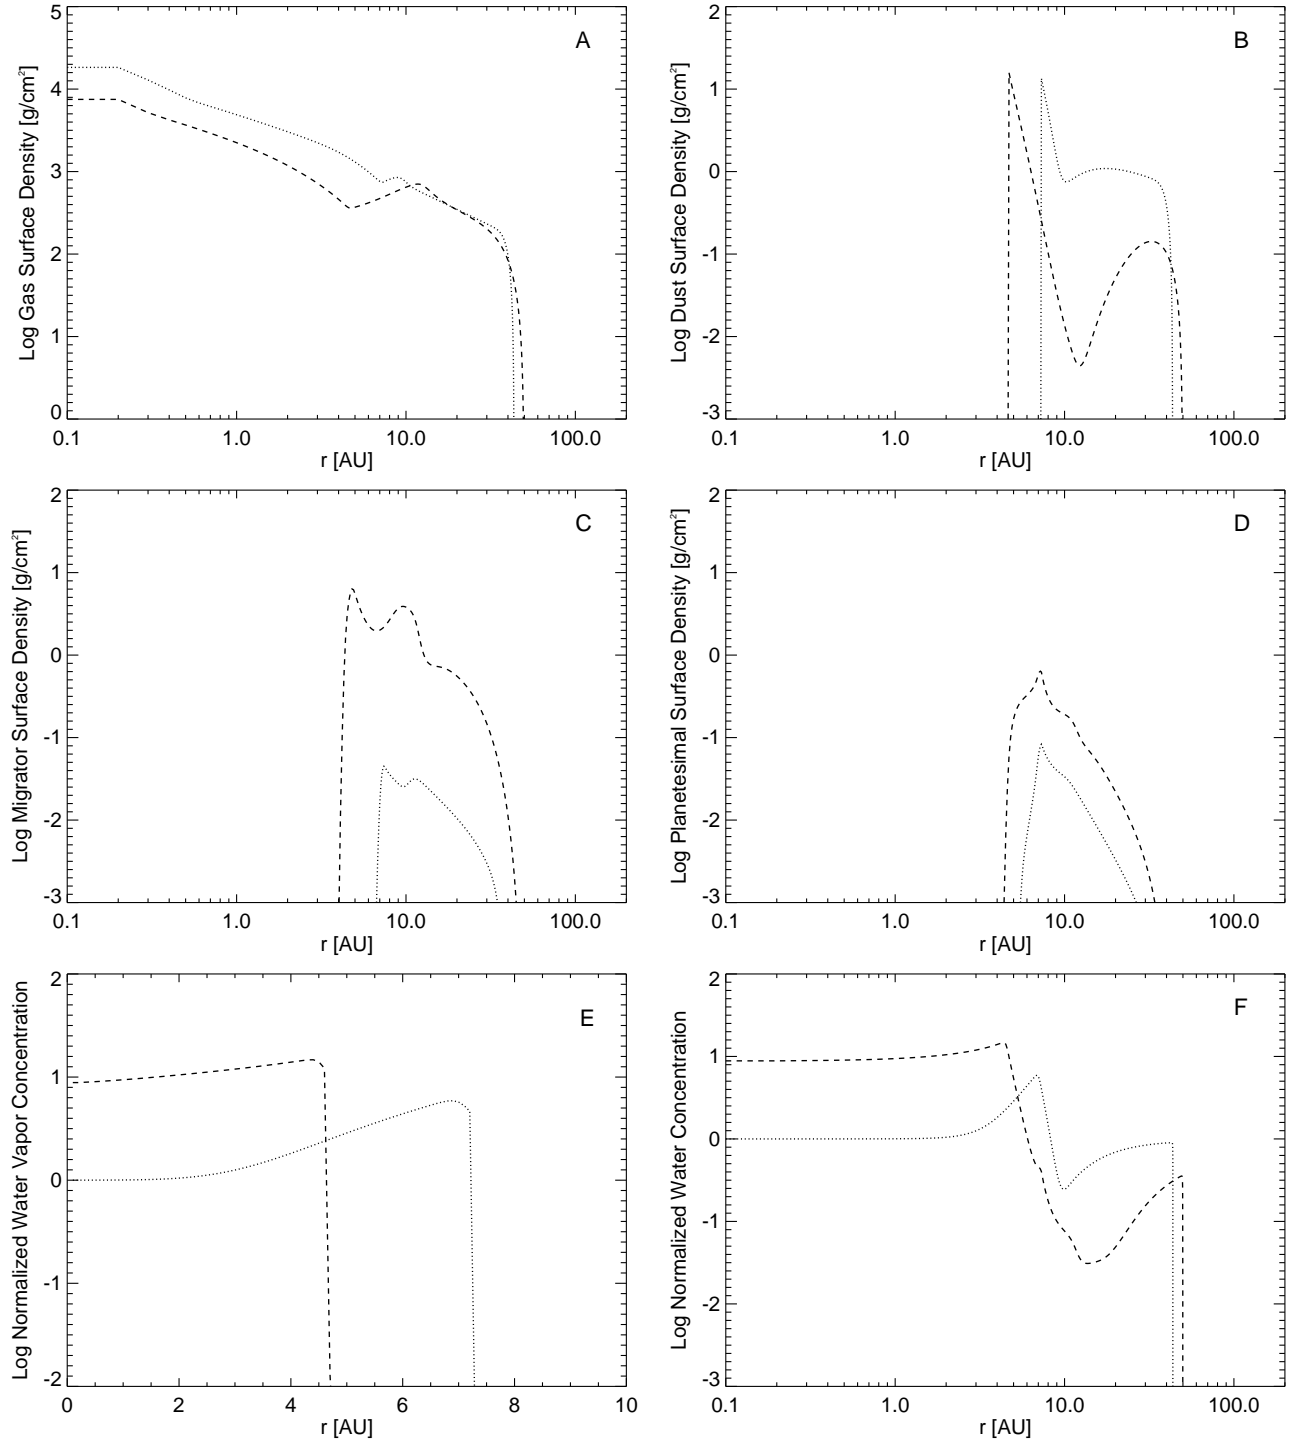 A
Log Gas Surface Density [g/cm²]
5
4
3
2
1
0
0.1 1.0 10.0 100.0
r [AU]
B
Log Dust Surface Density [g/cm²]
2
1
0
-1
-2
-3
0.1 1.0 10.0 100.0
r [AU]
C
Log Migrator Surface Density [g/cm²]
2
1
0
-1
-2
-3
0.1 1.0 10.0 100.0
r [AU]
D
Log Planetesimal Surface Density [g/cm²]
2
1
0
-1
-2
-3
0.1 1.0 10.0 100.0
r [AU]
E
Log Normalized Water Vapor Concentration
2
1
0
-1
-2
0 2 4 6 8 10
r [AU]
F
Log Normalized Water Concentration
2
1
0
-1
-2
-3
0.1 1.0 10.0 100.0
r [AU]